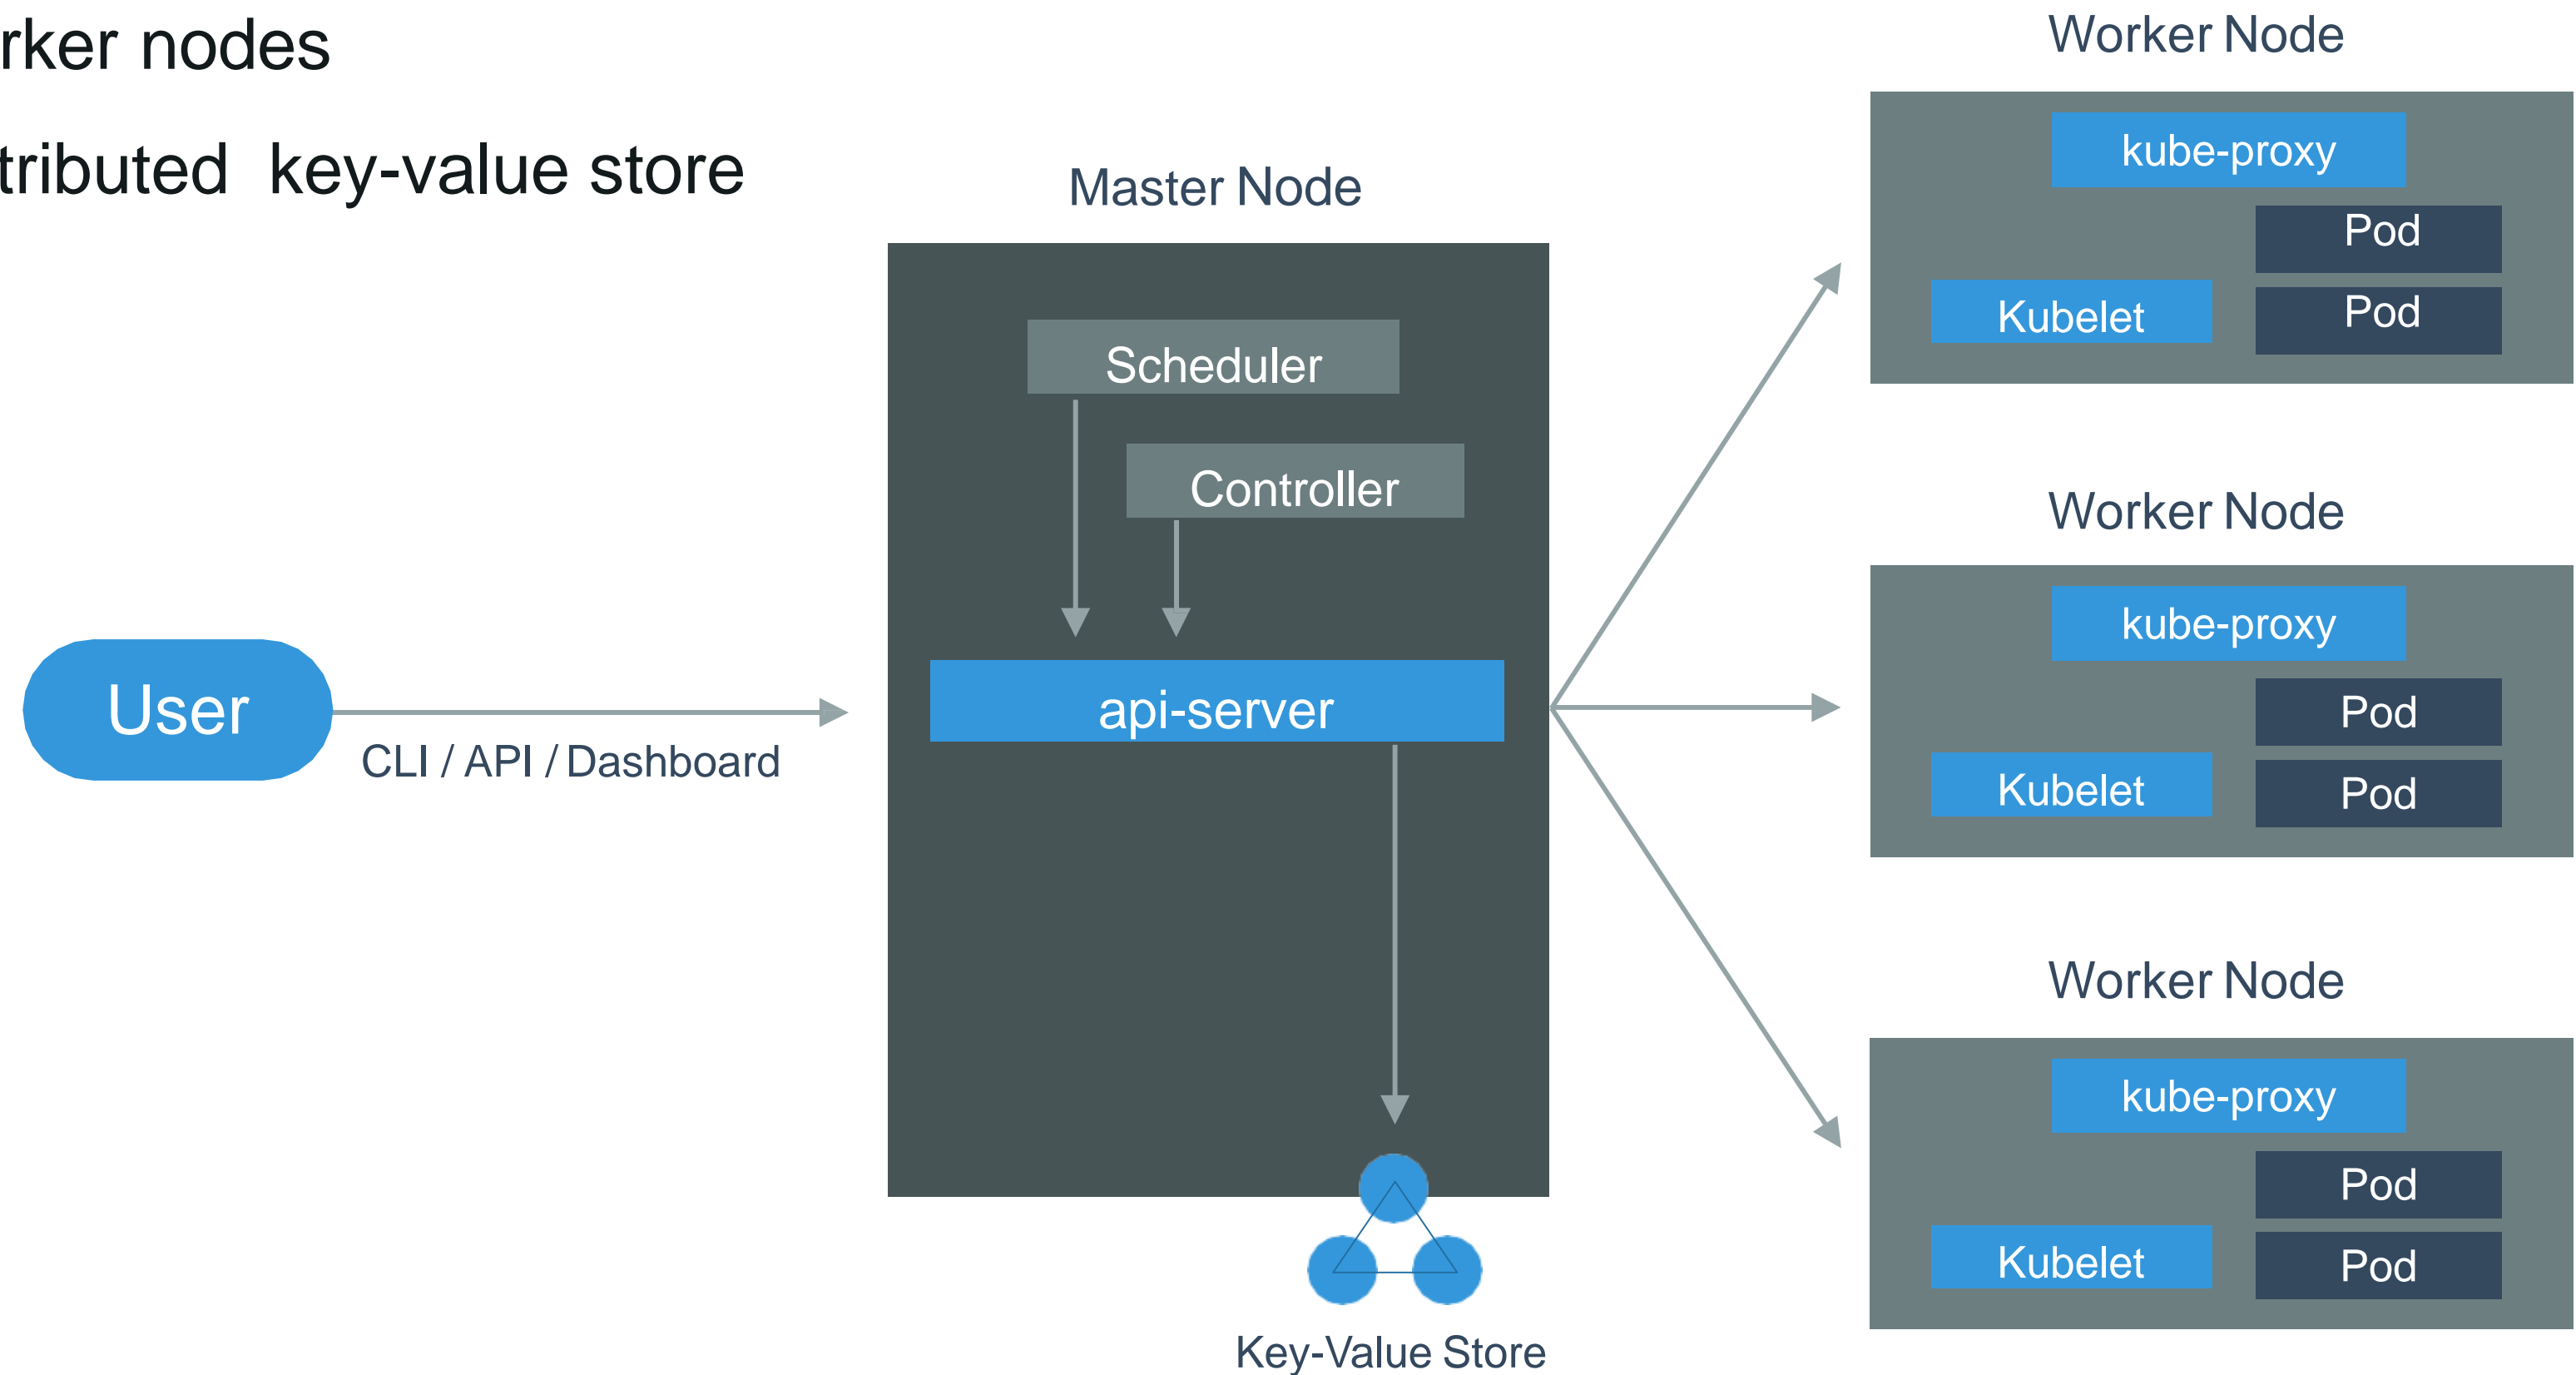 rker nodes
tributed key-value store
Master Node
Scheduler
Controller
api-server
User
CLI / API / Dashboard
Key-Value Store
Worker Node
kube-proxy
Pod
Kubelet
Pod
Worker Node
kube-proxy
Pod
Kubelet
Pod
Worker Node
kube-proxy
Pod
Kubelet
Pod